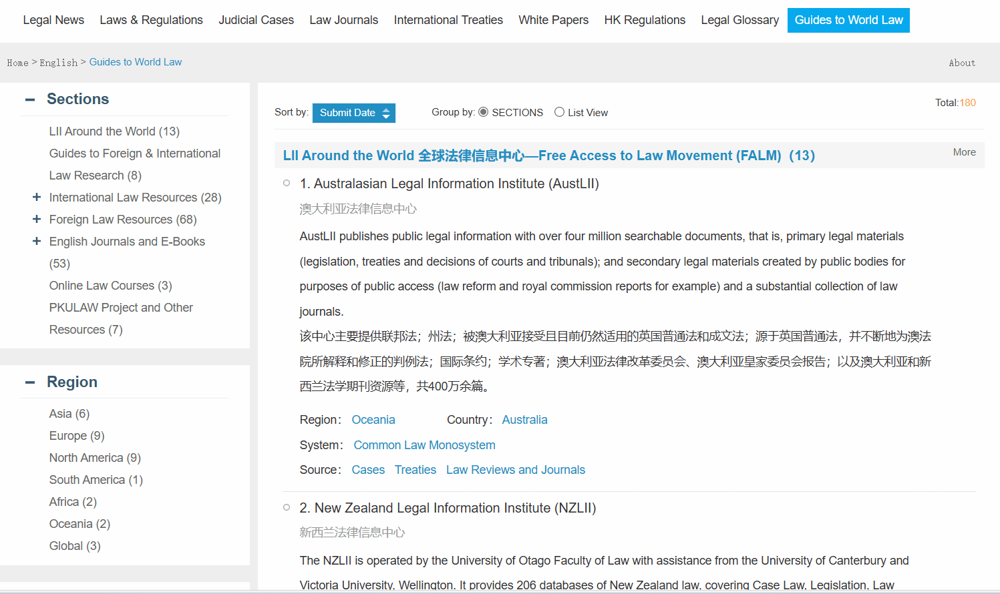 Legal News Laws & Regulations Judicial Cases Law Journals International Treaties White Papers HK Regulations Legal Glossary Guides to World Law
Home > English > Guides to World Law
About
Sections
LII Around the World (13)
Guides to Foreign & International
Law Research (8)
International Law Resources (28)
Foreign Law Resources (68)
English Journals and E-Books
(53)
Online Law Courses (3)
PKULAW Project and Other
Resources (7)
Region
Asia (6)
Europe (9)
North America (9)
South America (1)
Africa (2)
Oceania (2)
Global (3)
Sort by: Submit Date Group by: SECTIONS List View
Total:180
LII Around the World 全球法律信息中心—Free Access to Law Movement (FALM)（13）
More
1. Australasian Legal Information Institute (AustLII)
澳大利亚法律信息中心
AustLII publishes public legal information with over four million searchable documents, that is, primary legal materials
(legislation, treaties and decisions of courts and tribunals); and secondary legal materials created by public bodies for
purposes of public access (law reform and royal commission reports for example) and a substantial collection of law
journals.
该中心主要提供联邦法；州法；被澳大利亚接受且目前仍然适用的英国普通法和成文法；源于英国普通法，并不断地为澳法
院所解释和修正的判例法；国际条约；学术专著；澳大利亚法律改革委员会、澳大利亚皇家委员会报告；以及澳大利亚和新
西兰法学期刊资源等，共400万余篇。
Region： Oceania Country： Australia
System： Common Law Monosystem
Source： Cases Treaties Law Reviews and Journals
2. New Zealand Legal Information Institute (NZLII)
新西兰法律信息中心
The NZLII is operated by the University of Otago Faculty of Law with assistance from the University of Canterbury and
Victoria University, Wellington. It provides 206 databases of New Zealand law, covering Case Law, Legislation, Law